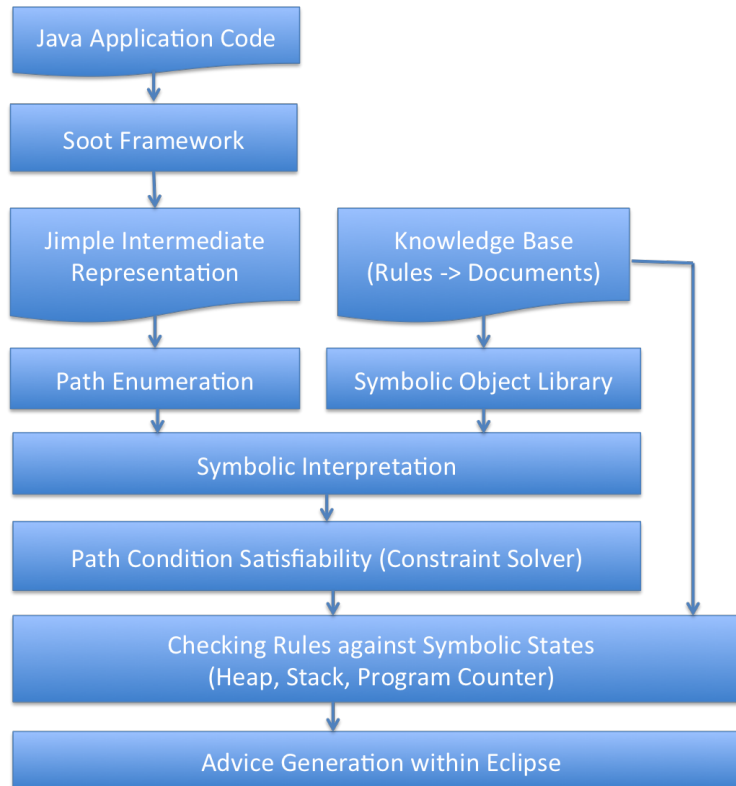 Java Application Code
Soot Framework
Jimple Intermediate
Representation
Knowledge Base
(Rules -> Documents)
Path Enumeration
Symbolic Object Library
Symbolic Interpretation
Path Condition Satisfiability (Constraint Solver)
Checking Rules against Symbolic States
(Heap, Stack, Program Counter)
Advice Generation within Eclipse